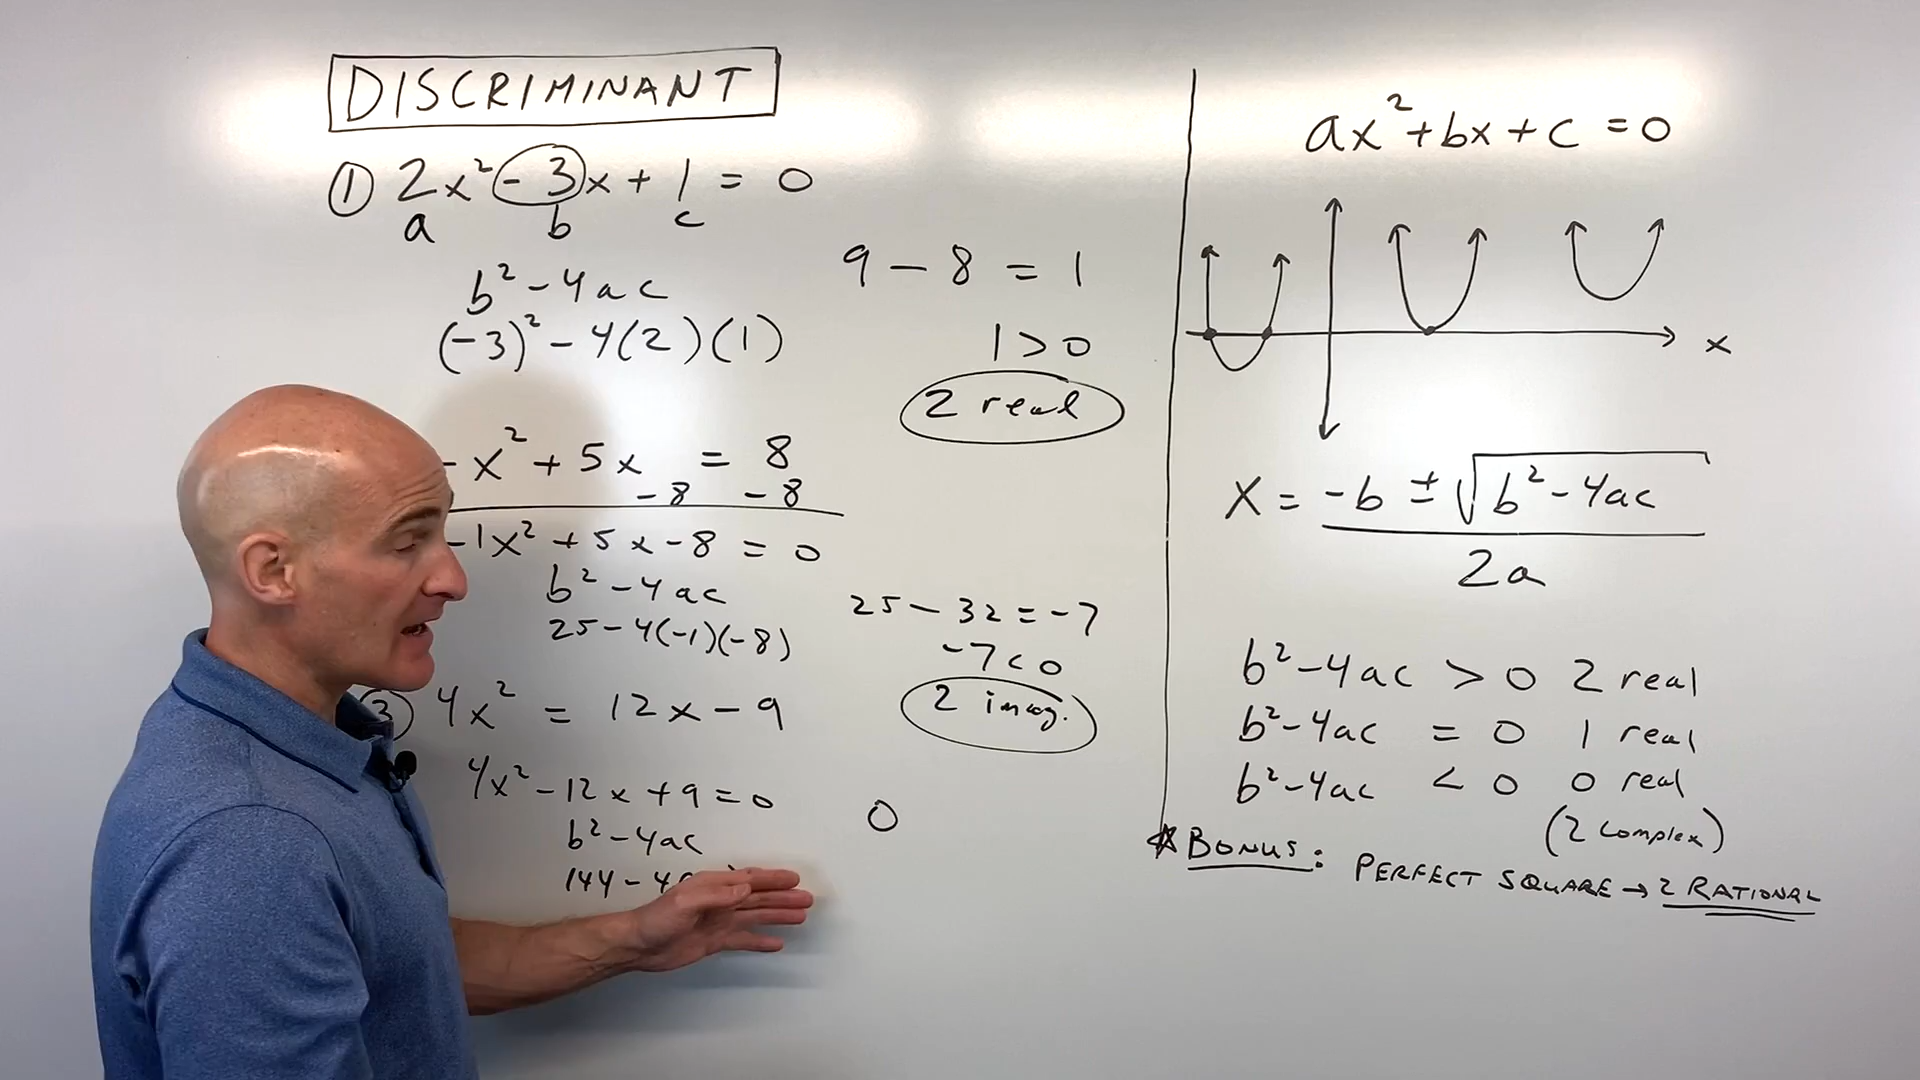 DISCRIMINANT
① 2x² - 3x + 1 = 0
a b c
b² - 4ac
(-3)² - 4(2)(1)
9 - 8 = 1
1 > 0
2 real
-x² + 5x = 8
-8 -8
-1x² + 5x - 8 = 0
b² - 4ac
25 - 4(-1)(-8)
25 - 32 = -7
-7 < 0
2 imag.
③ 4x² = 12x - 9
4x² - 12x + 9 = 0
b² - 4ac
144 - 4
0
ax² + bx + c = 0
x
X = -b ± √b² - 4ac
2a
b² - 4ac > 0 2 real
b² - 4ac = 0 1 real
b² - 4ac < 0 0 real
(2 complex)
☆ BONUS: PERFECT SQUARE → 2 RATIONAL